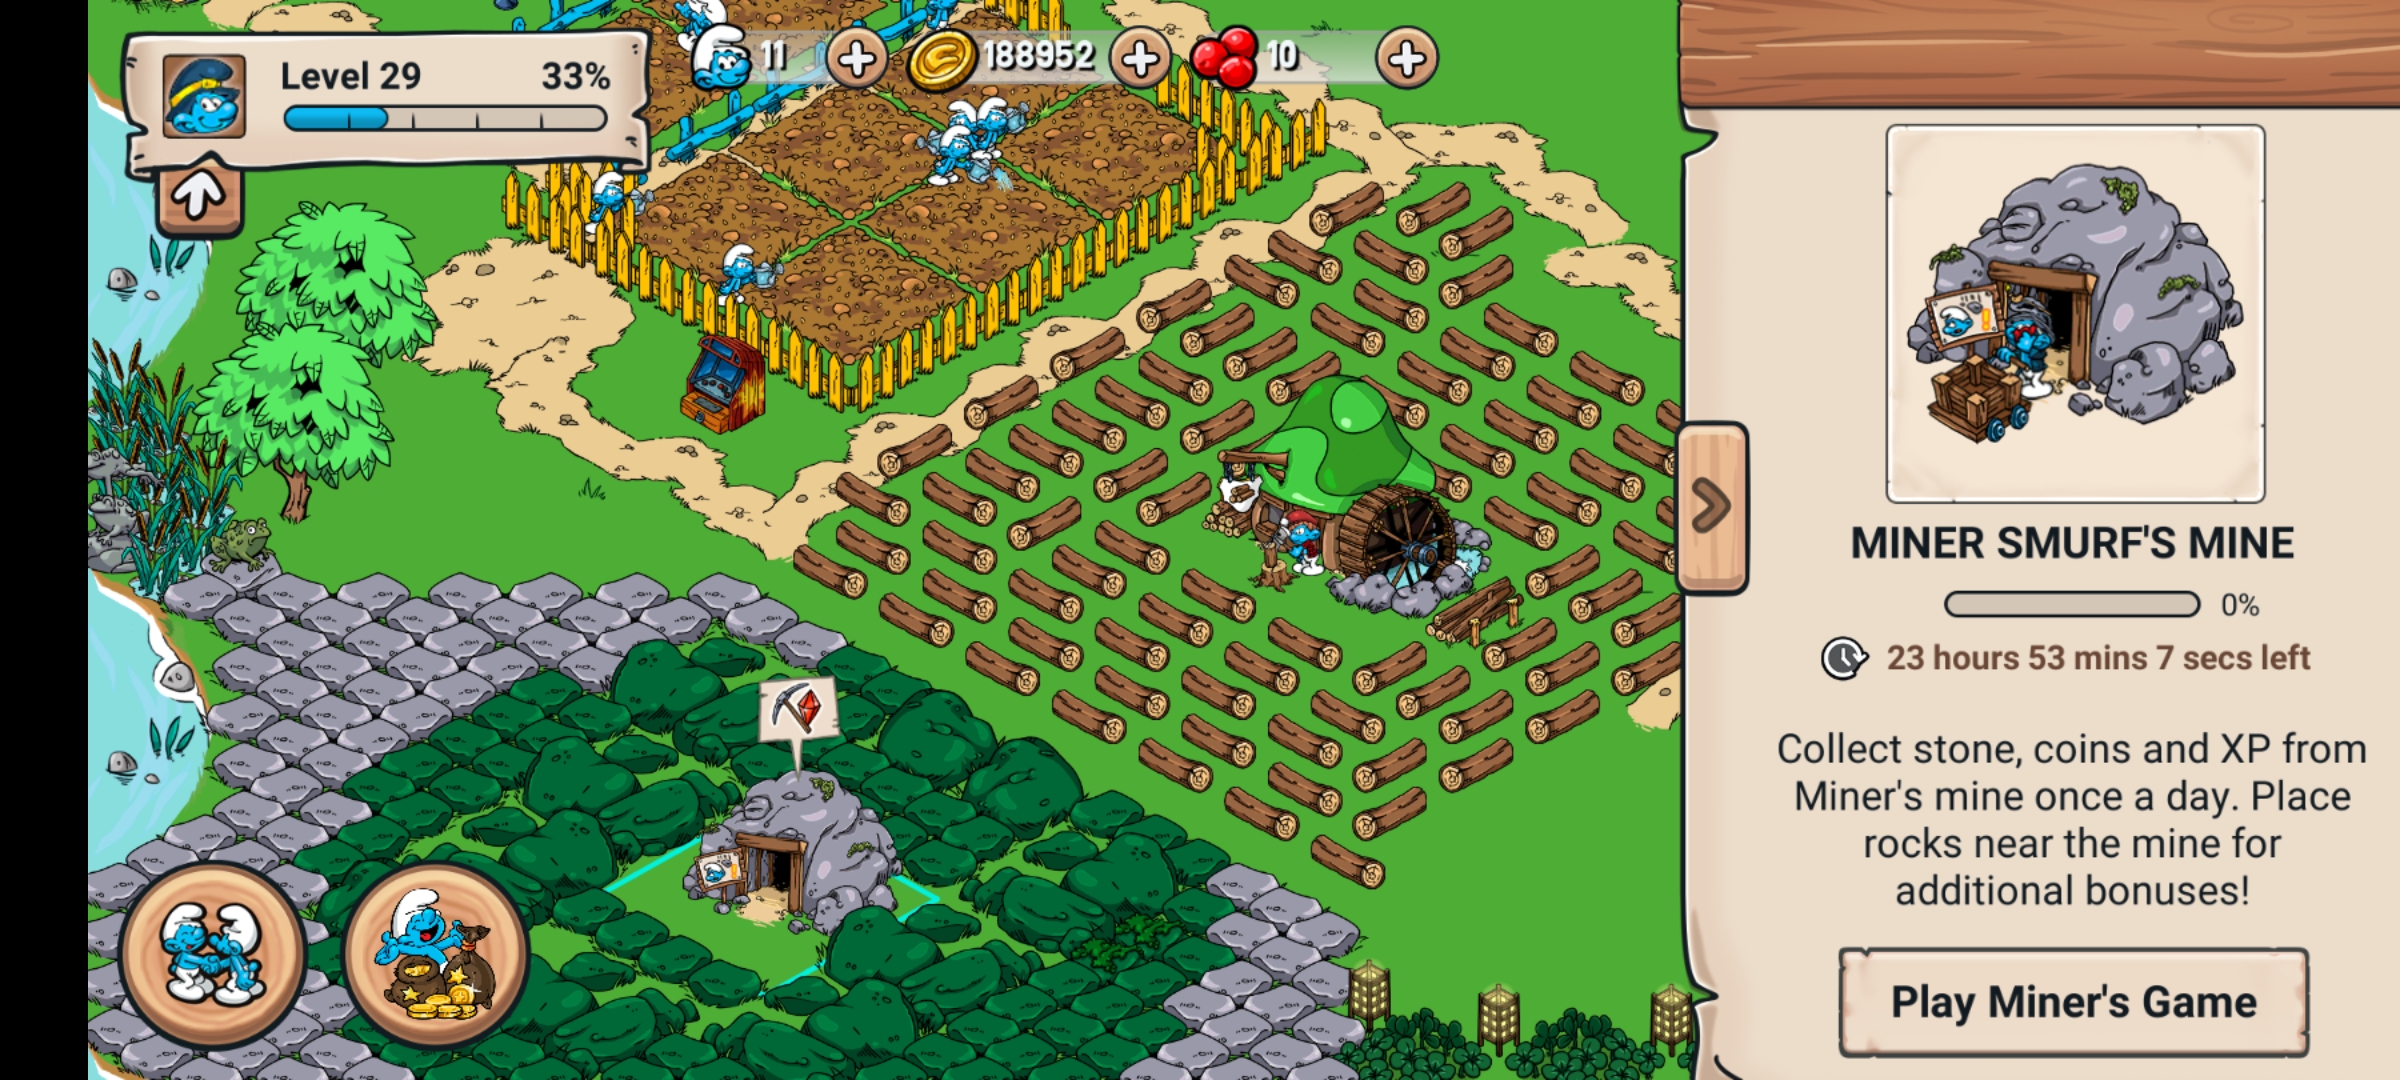 Level 29 33%
11
188952
10
MINER SMURF'S MINE
0%
23 hours 53 mins 7 secs left
Collect stone, coins and XP from
Miner's mine once a day. Place
rocks near the mine for
additional bonuses!
Play Miner's Game